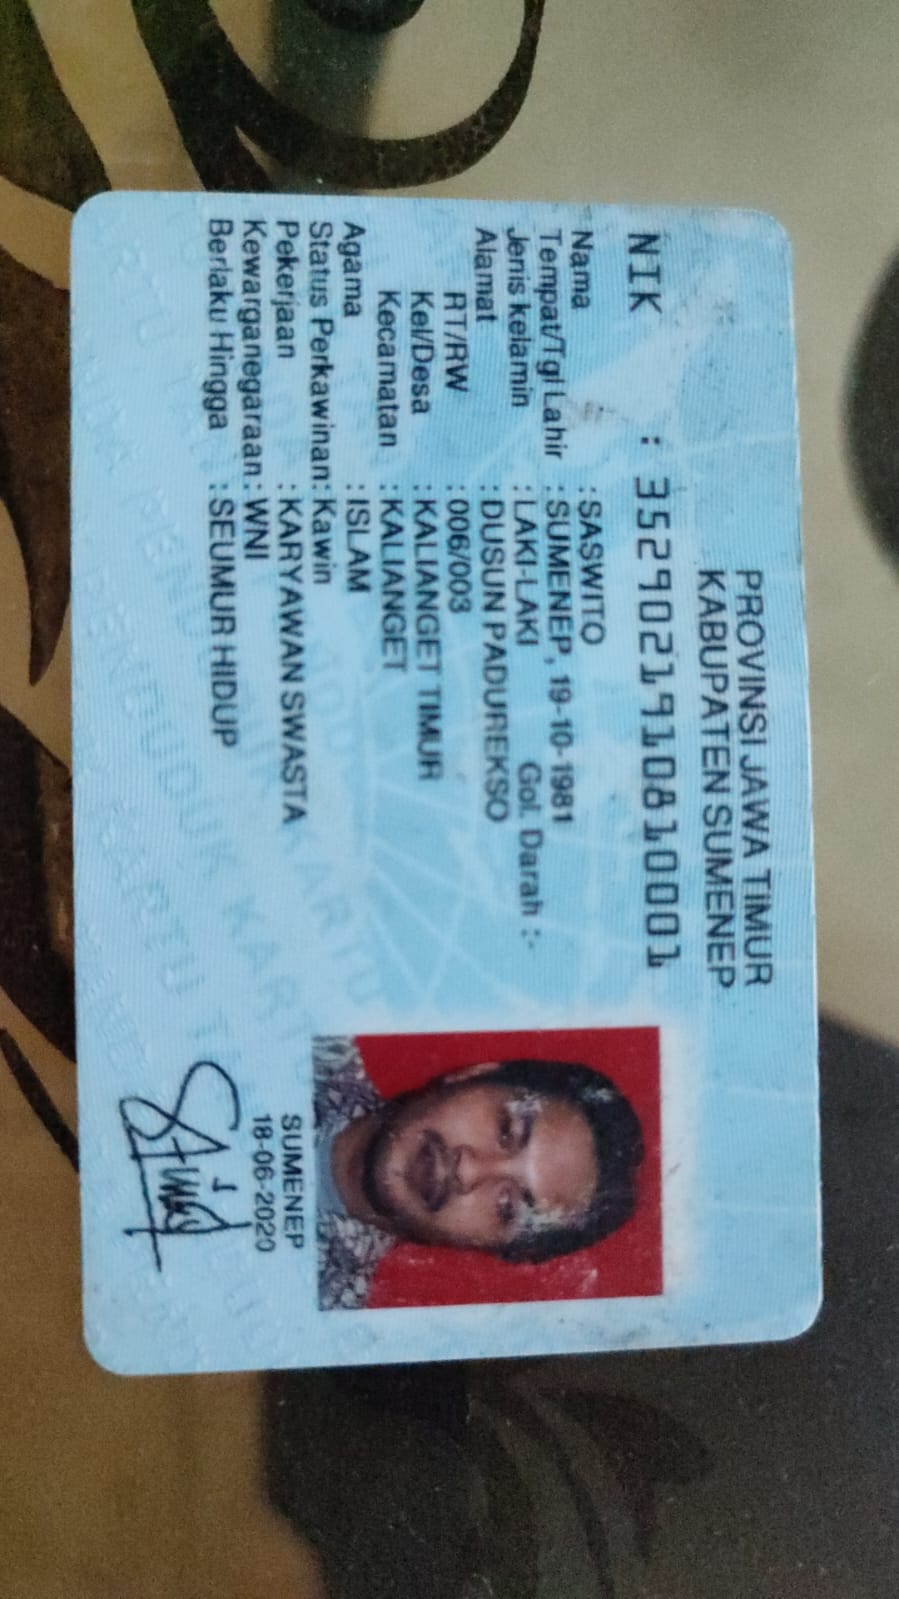 PROVINSI JAWA TIMUR
KABUPATEN SUMENEP
NIK : 3529021910810001
Nama : SASWITO
Tempat/Tgl Lahir : SUMENEP, 19-10-1981
Jenis kelamin : LAKI-LAKI Gol. Darah :-
Alamat : DUSUN PADUREKSO
RT/RW : 006/003
Kel/Desa : KALIANGET TIMUR
Kecamatan : KALIANGET
Agama : ISLAM
Status Perkawinan: Kawin
Pekerjaan : KARYAWAN SWASTA
Kewarganegaraan: WNI
Berlaku Hingga : SEUMUR HIDUP
SUMENEP
18-06-2020